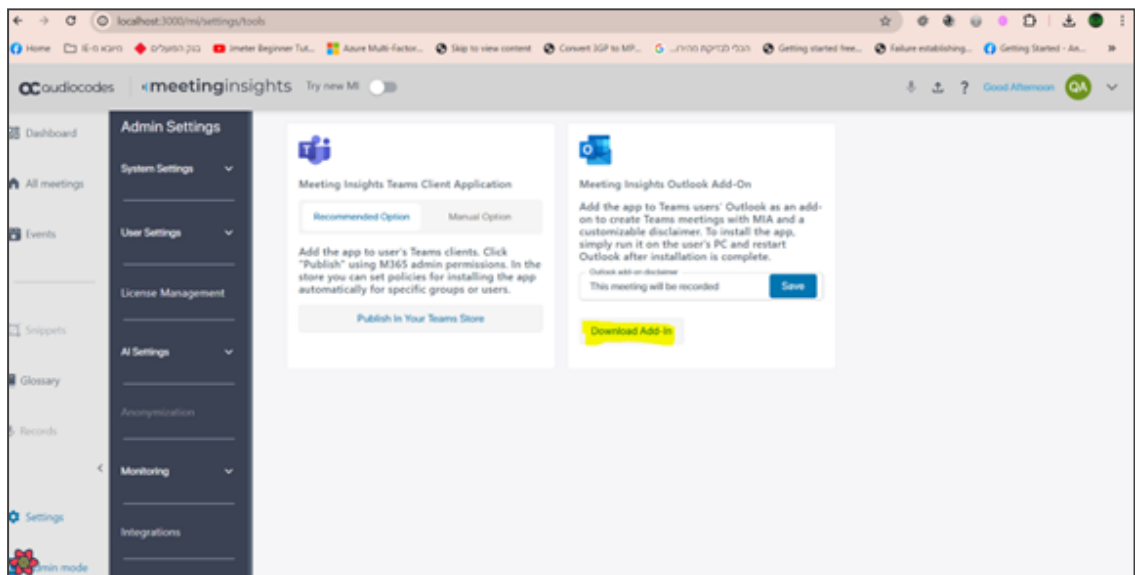 localhost:3000/mi/settings/tools
Home
Jmeter Beginner Tut...
Azure Multi-Factor...
Skip to view content
Convert 3GP to MP...
Getting started free...
Failure establishing...
Getting Started - An...
audiocodes
meetinginsights
Try new MI
Good Afternoon
QA
Dashboard
All meetings
Events
Snippets
Glossary
Records
Settings
Admin mode
Admin Settings
System Settings
User Settings
License Management
AI Settings
Anonymization
Monitoring
Integrations
Meeting Insights Teams Client Application
Recommended Option
Manual Option
Add the app to user's Teams clients. Click
"Publish" using M365 admin permissions. In the
store you can set policies for installing the app
automatically for specific groups or users.
Publish In Your Teams Store
Meeting Insights Outlook Add-On
Add the app to Teams users' Outlook as an add-
on to create Teams meetings with MIA and a
customizable disclaimer. To install the app,
simply run it on the user's PC and restart
Outlook after installation is complete.
Outlook add-on disclaimer
This meeting will be recorded
Save
Download Add-In